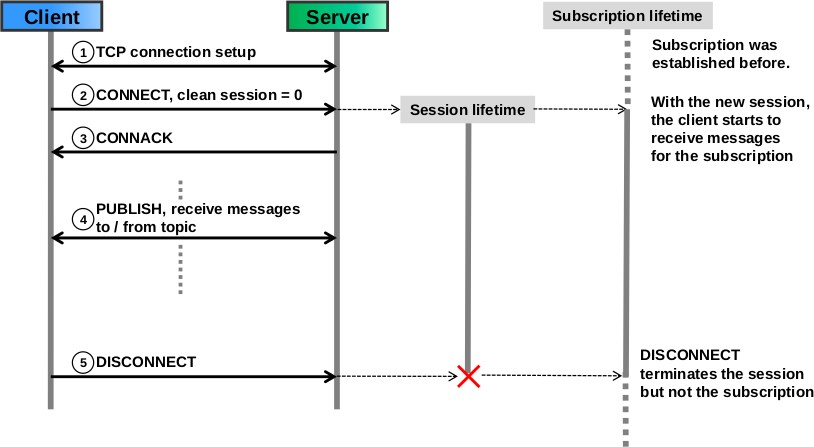 Client
Server
Subscription lifetime
1 TCP connection setup
Subscription was
established before.
2 CONNECT, clean session = 0
Session lifetime
With the new session,
the client starts to
receive messages
for the subscription
3 CONNACK
4 PUBLISH, receive messages
to / from topic
5 DISCONNECT
DISCONNECT
terminates the session
but not the subscription